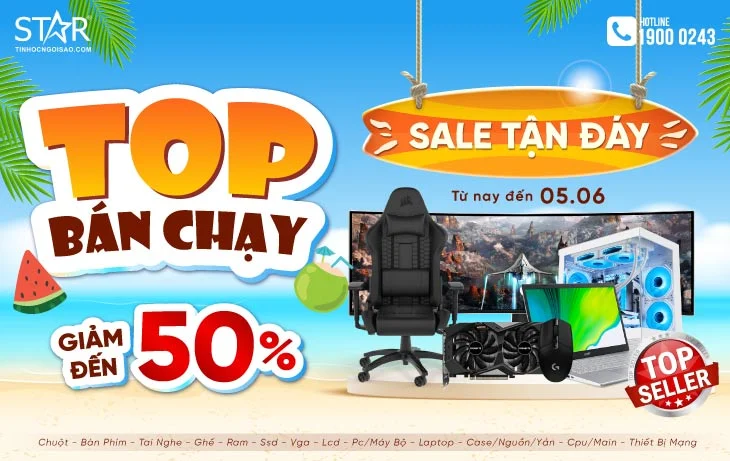 STAR
TINHOCNGOISAO.COM
HOTLINE
1900 0243
TOP
BÁN CHẠY
SALE TẬN ĐÁY
Từ nay đến 05.06
GIẢM
ĐẾN
50%
TOP
SELLER
Chuột - Bàn Phím - Tai Nghe - Ghế - Ram - Ssd - Vga - Lcd - Pc/Máy Bộ - Laptop - Case/Nguồn/Fan - Cpu/Main - Thiết Bị Mạng